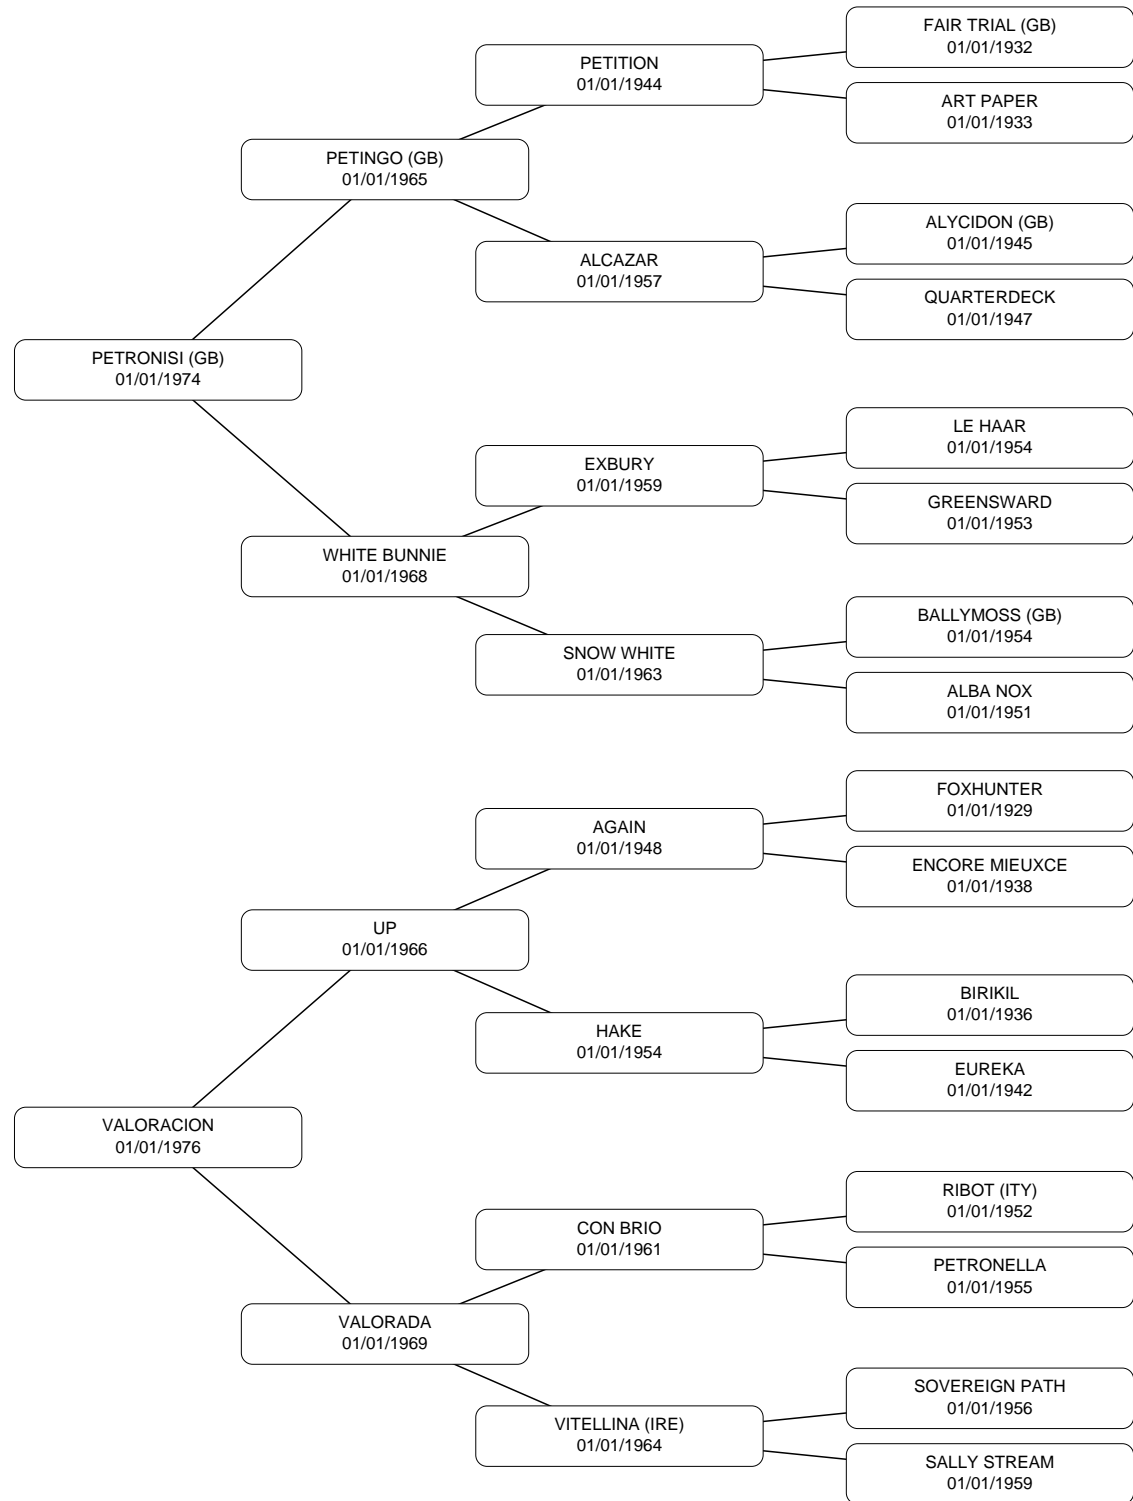 FAIR TRIAL (GB)
01/01/1932
PETITION
01/01/1944
ART PAPER
01/01/1933
PETINGO (GB)
01/01/1965
ALYCIDON (GB)
01/01/1945
ALCAZAR
01/01/1957
QUARTERDECK
01/01/1947
PETRONISI (GB)
01/01/1974
LE HAAR
01/01/1954
EXBURY
01/01/1959
GREENSWARD
01/01/1953
WHITE BUNNIE
01/01/1968
BALLYMOSS (GB)
01/01/1954
SNOW WHITE
01/01/1963
ALBA NOX
01/01/1951
FOXHUNTER
01/01/1929
AGAIN
01/01/1948
ENCORE MIEUXCE
01/01/1938
UP
01/01/1966
BIRIKIL
01/01/1936
HAKE
01/01/1954
EUREKA
01/01/1942
VALORACION
01/01/1976
RIBOT (ITY)
01/01/1952
CON BRIO
01/01/1961
PETRONELLA
01/01/1955
VALORADA
01/01/1969
SOVEREIGN PATH
01/01/1956
VITELLINA (IRE)
01/01/1964
SALLY STREAM
01/01/1959